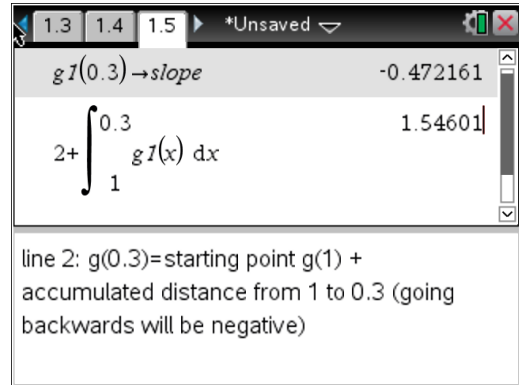 1.3 1.4 1.5 *Unsaved
g1(0.3)→slope -0.472161
2+∫ 0.3 1 g1(x) dx 1.54601
line 2: g(0.3)=starting point g(1) +
accumulated distance from 1 to 0.3 (going
backwards will be negative)